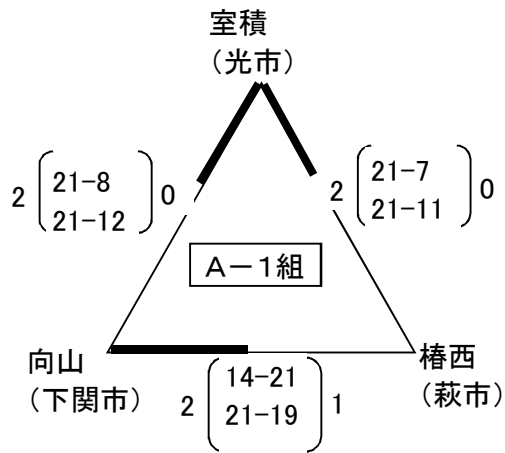 室積
（光市）
2 21-8 0
21-12
2 21-7 0
21-11
A－1組
向山
（下関市）
2 14-21 1
21-19
椿西
（萩市）